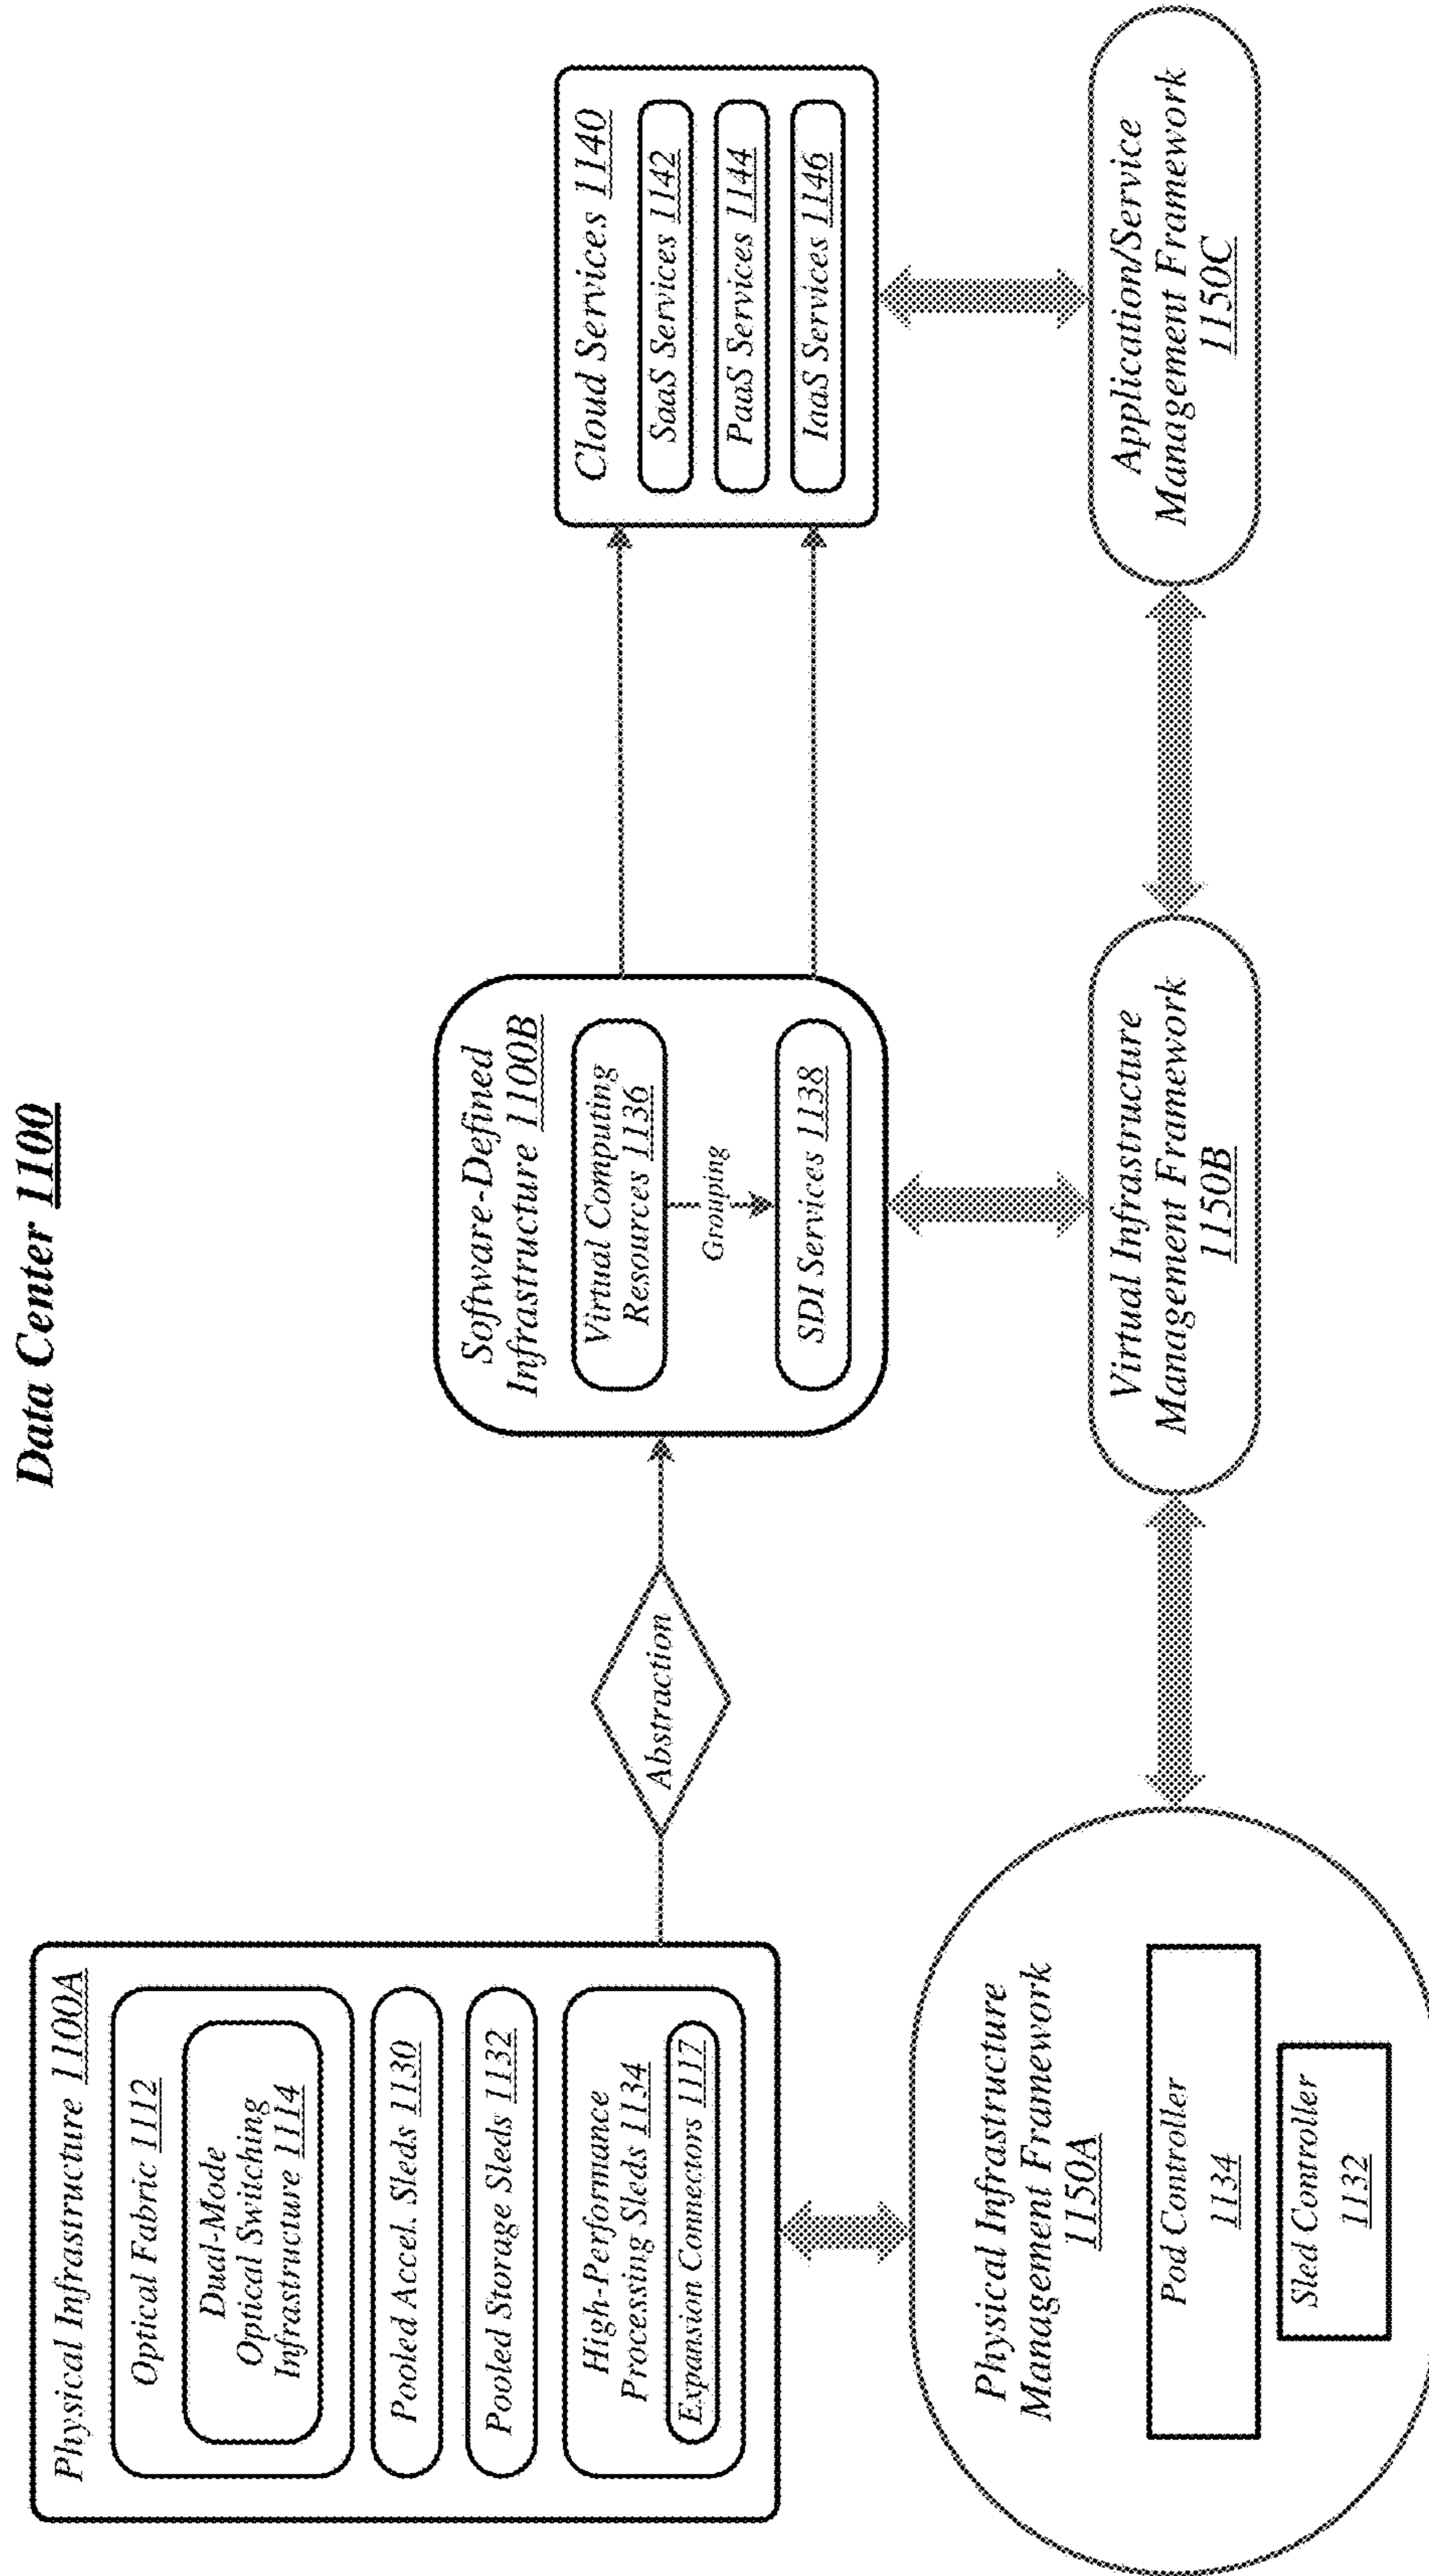 Data Center 1100
Physical Infrastructure 1100A
Optical Fabric 1112
Dual-Mode
Optical Switching
Infrastructure 1114
Pooled Accel. Sleds 1130
Pooled Storage Sleds 1132
High-Performance
Processing Sleds 1134
Expansion Connectors 1117
Abstraction
Software-Defined
Infrastructure 1100B
Virtual Computing
Resources 1136
Grouping
SDI Services 1138
Cloud Services 1140
SaaS Services 1142
PaaS Services 1144
IaaS Services 1146
Physical Infrastructure
Management Framework
1150A
Pod Controller
1134
Sled Controller
1132
Virtual Infrastructure
Management Framework
1150B
Application/Service
Management Framework
1150C